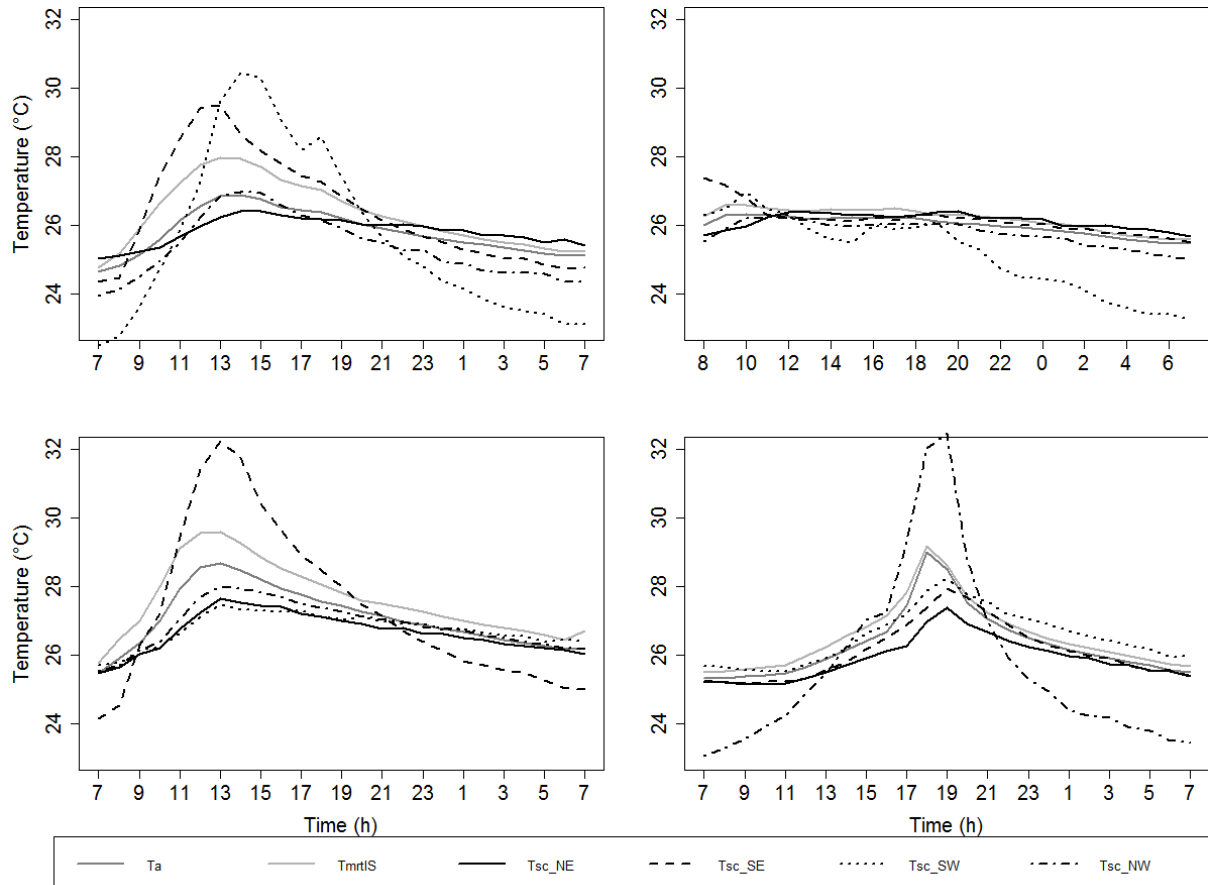 32
30
28
26
24
Temperature (°C)
7 9 11 13 15 17 19 21 23 1 3 5 7
32
30
28
26
24
8 10 12 14 16 18 20 22 0 2 4 6
32
30
28
26
24
Temperature (°C)
7 9 11 13 15 17 19 21 23 1 3 5 7
Time (h)
32
30
28
26
24
7 9 11 13 15 17 19 21 23 1 3 5 7
Time (h)
Ta TmrtIS Tsc_NE Tsc_SE Tsc_SW Tsc_NW